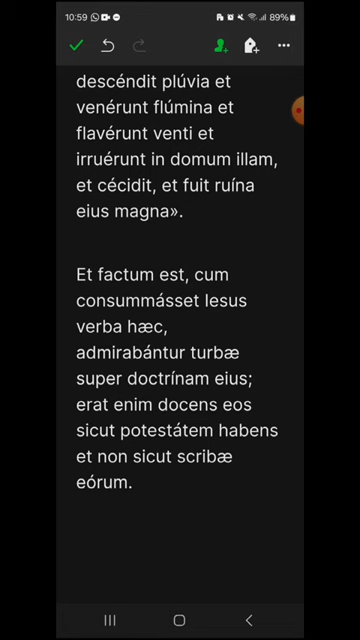 10:59
89%
descéndit plúvia et
venérunt flúmina et
flavérunt venti et
irruérunt in domum illam,
et cécidit, et fuit ruína
eius magna».
Et factum est, cum
consummásset Iesus
verba hæc,
admirabántur turbæ
super doctrínam eius;
erat enim docens eos
sicut potestátem habens
et non sicut scribæ
eórum.